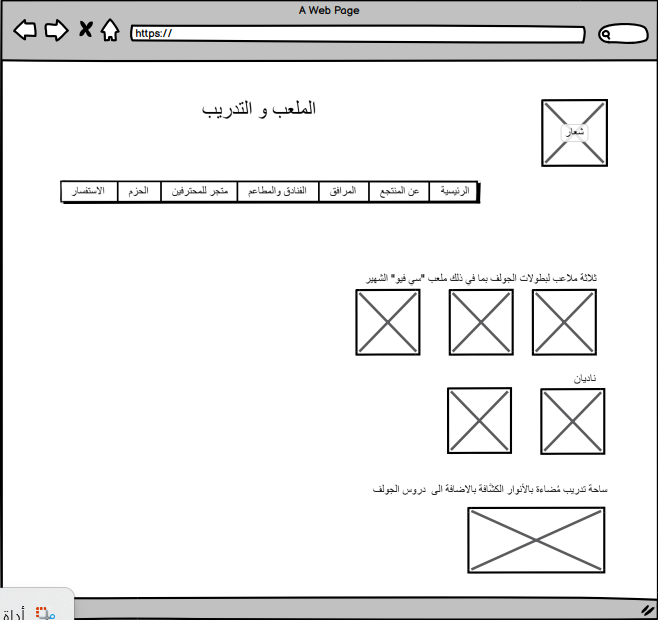 A Web Page
https://
الملعب و التدريب
شعار
الرئيسية عن المنتجع المرافق الفنادق والمطاعم متجر للمحترفين الحزم الاستفسار
ثلاثة ملاعب لبطولات الجولف بما في ذلك ملعب "سي فيو" الشهير
ناديان
ساحة تدريب مُضاءة بالأنوار الكشَّافة بالاضافة الى دروس الجولف
أداة